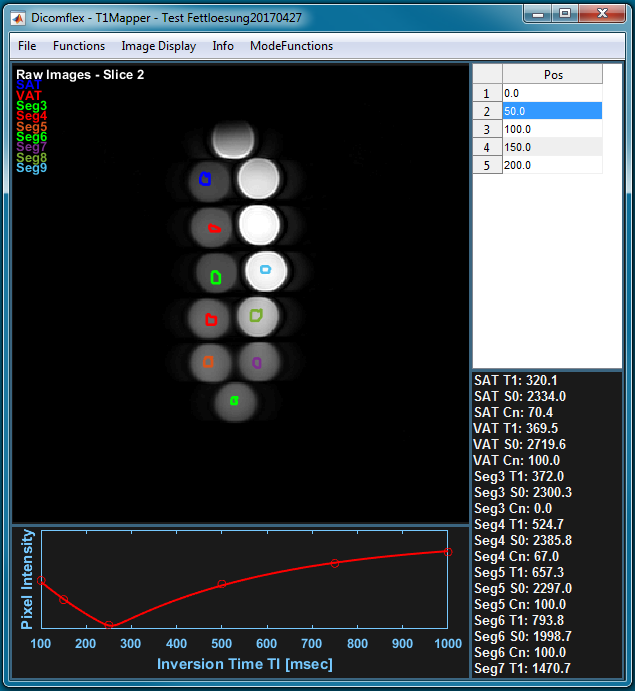 Dicomflex - T1Mapper - Test Fettloesung20170427
File Functions Image Display Info ModeFunctions
Raw Images - Slice 2
SAT
VAT
Seg3
Seg4
Seg5
Seg6
Seg7
Seg8
Seg9
Pos
1 0.0
2 50.0
3 100.0
4 150.0
5 200.0
SAT T1: 320.1
SAT S0: 2334.0
SAT Cn: 70.4
VAT T1: 369.5
VAT S0: 2719.6
VAT Cn: 100.0
Seg3 T1: 372.0
Seg3 S0: 2300.3
Seg3 Cn: 0.0
Seg4 T1: 524.7
Seg4 S0: 2385.8
Seg4 Cn: 67.0
Seg5 T1: 657.3
Seg5 S0: 2297.0
Seg5 Cn: 100.0
Seg6 T1: 793.8
Seg6 S0: 1998.7
Seg6 Cn: 100.0
Seg7 T1: 1470.7
Pixel Intensity
100 200 300 400 500 600 700 800 900 1000
Inversion Time TI [msec]